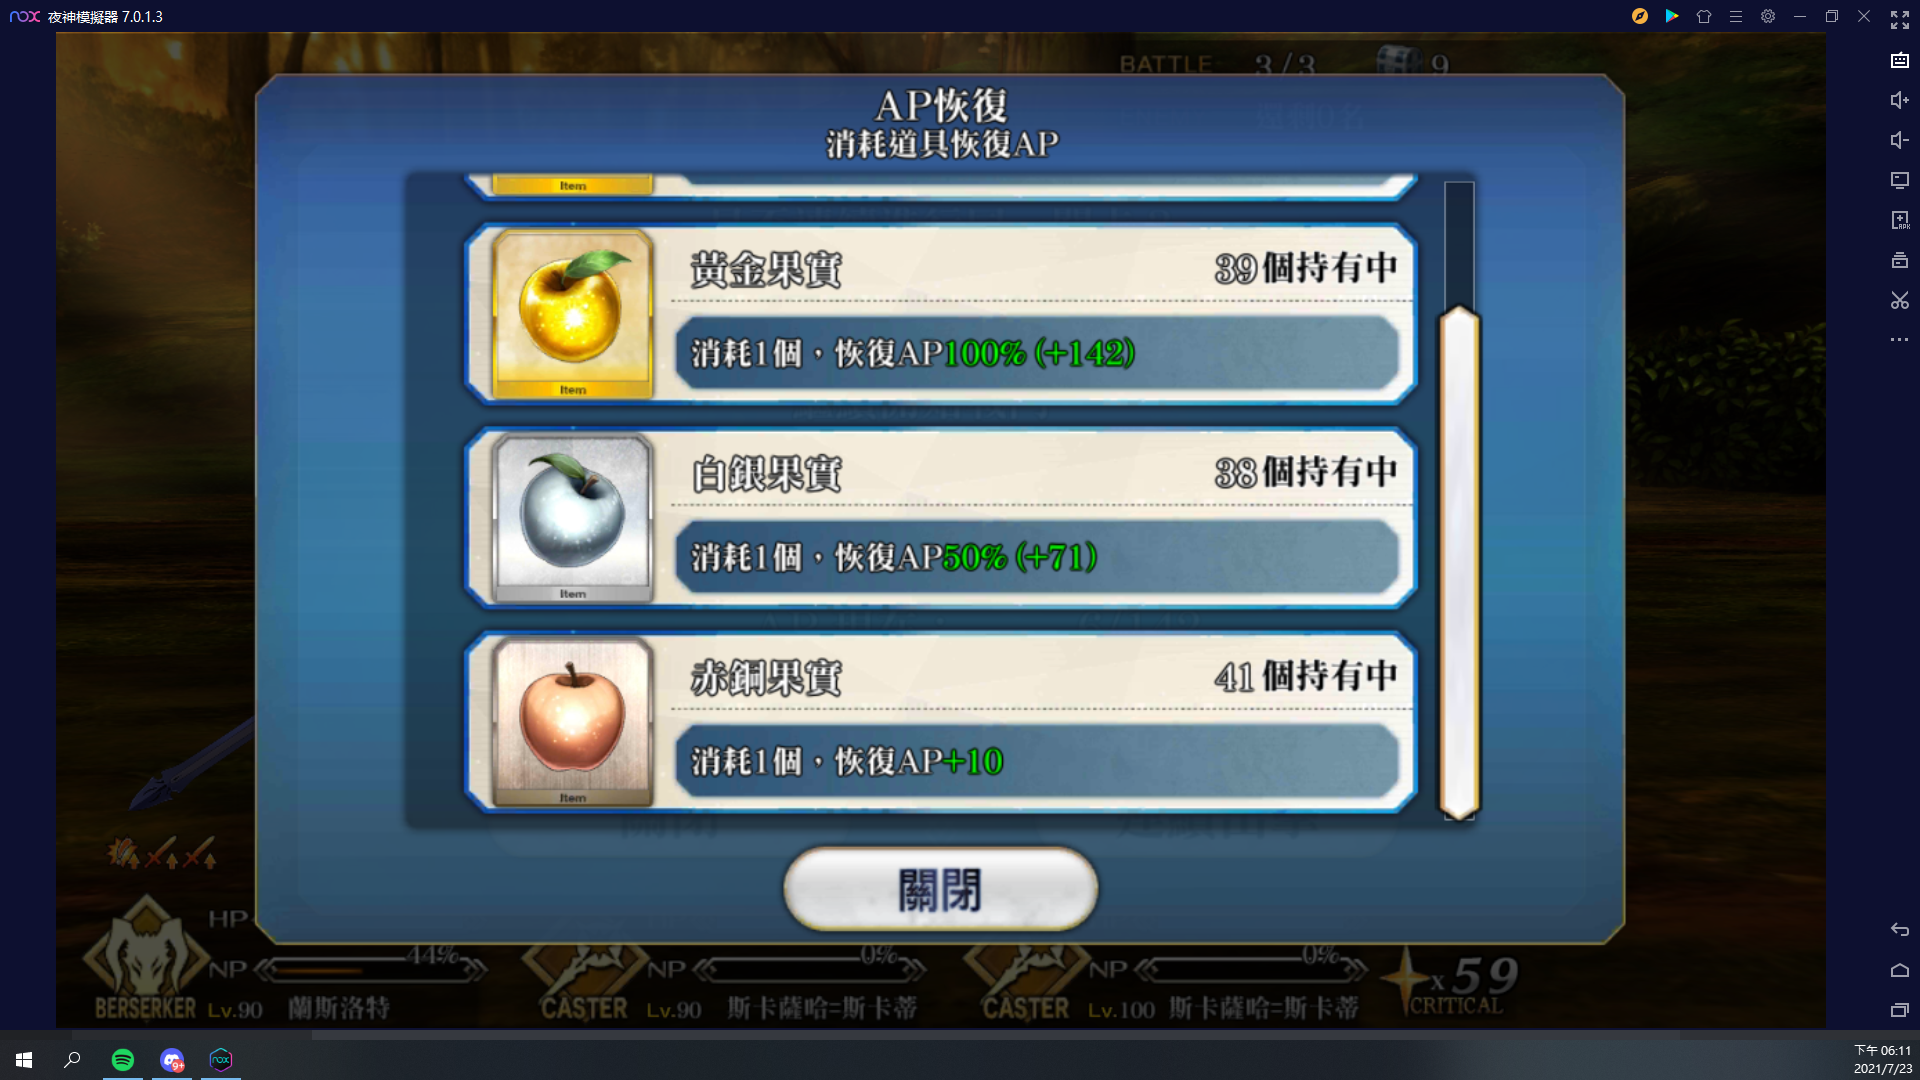 nox 夜神模擬器 7.0.1.3
BATTLE 3/3 9
AP恢復
消耗道具恢復AP
Item
黃金果實 39個持有中
消耗1個，恢復AP100% (+142)
Item
白銀果實 38個持有中
消耗1個，恢復AP50% (+71)
Item
赤銅果實 41個持有中
消耗1個，恢復AP+10
Item
關閉
HP
NP 44% NP 0% NP 0% x59
BERSERKER Lv.90 蘭斯洛特 CASTER Lv.90 斯卡薩哈=斯卡蒂 CASTER Lv.100 斯卡薩哈=斯卡蒂 CRITICAL
9+ nox
下午 06:11
2021/7/23